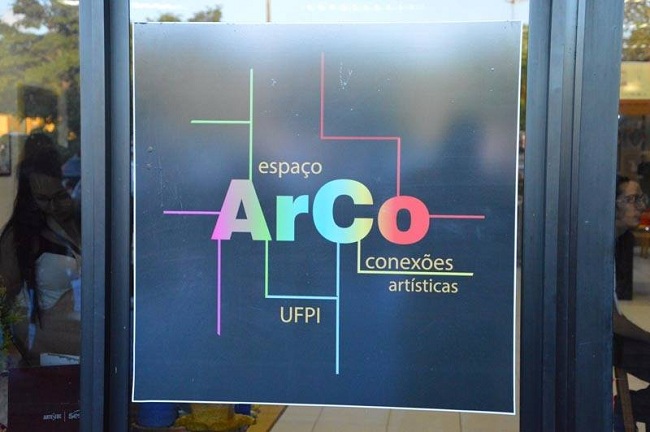 espaço
ArCo
conexões
artísticas
UFPI